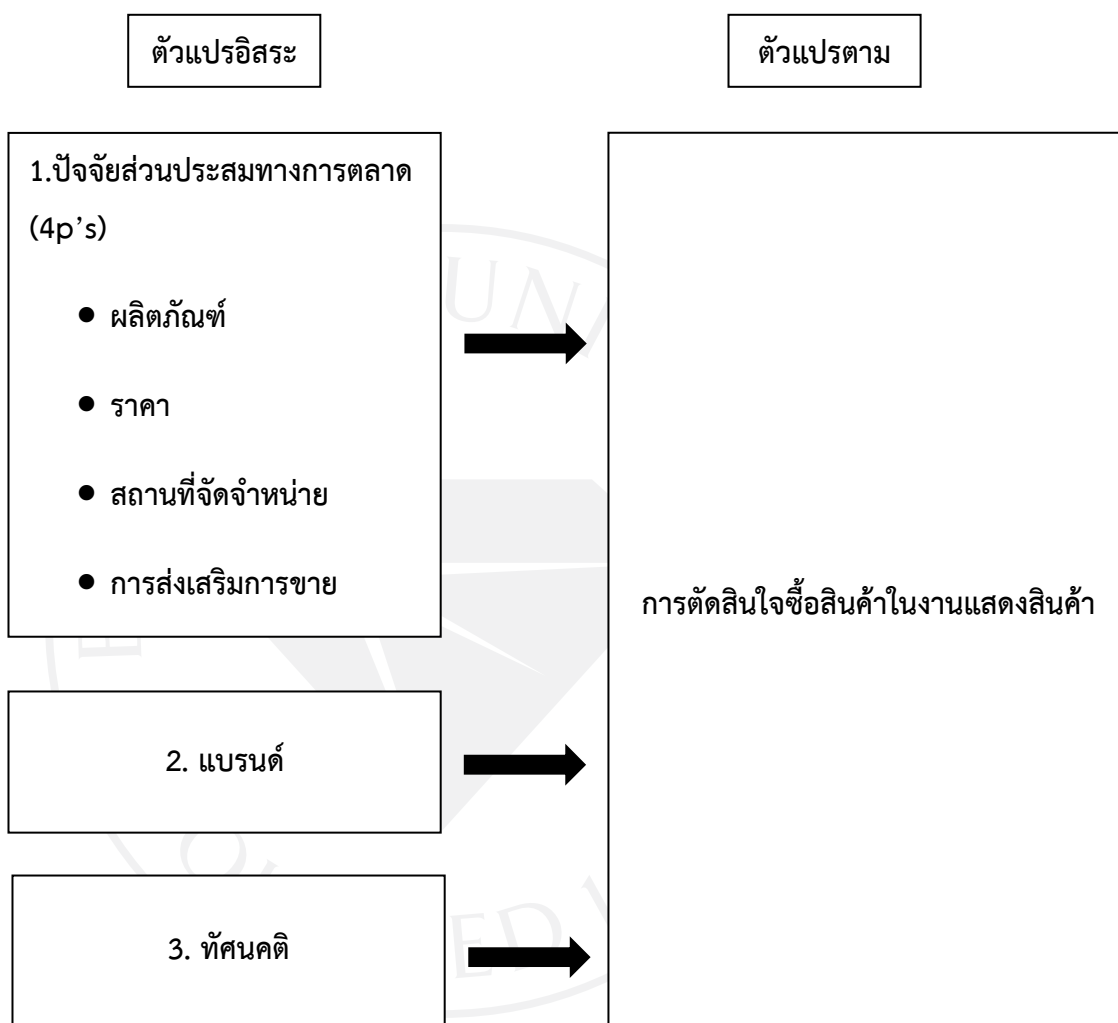 ตัวแปรอิสระ
ตัวแปรตาม
1.ปัจจัยส่วนประสมทางการตลาด
(4p’s)
● ผลิตภัณฑ์
● ราคา
● สถานที่จัดจำหน่าย
● การส่งเสริมการขาย
2. แบรนด์
3. ทัศนคติ
การตัดสินใจซื้อสินค้าในงานแสดงสินค้า